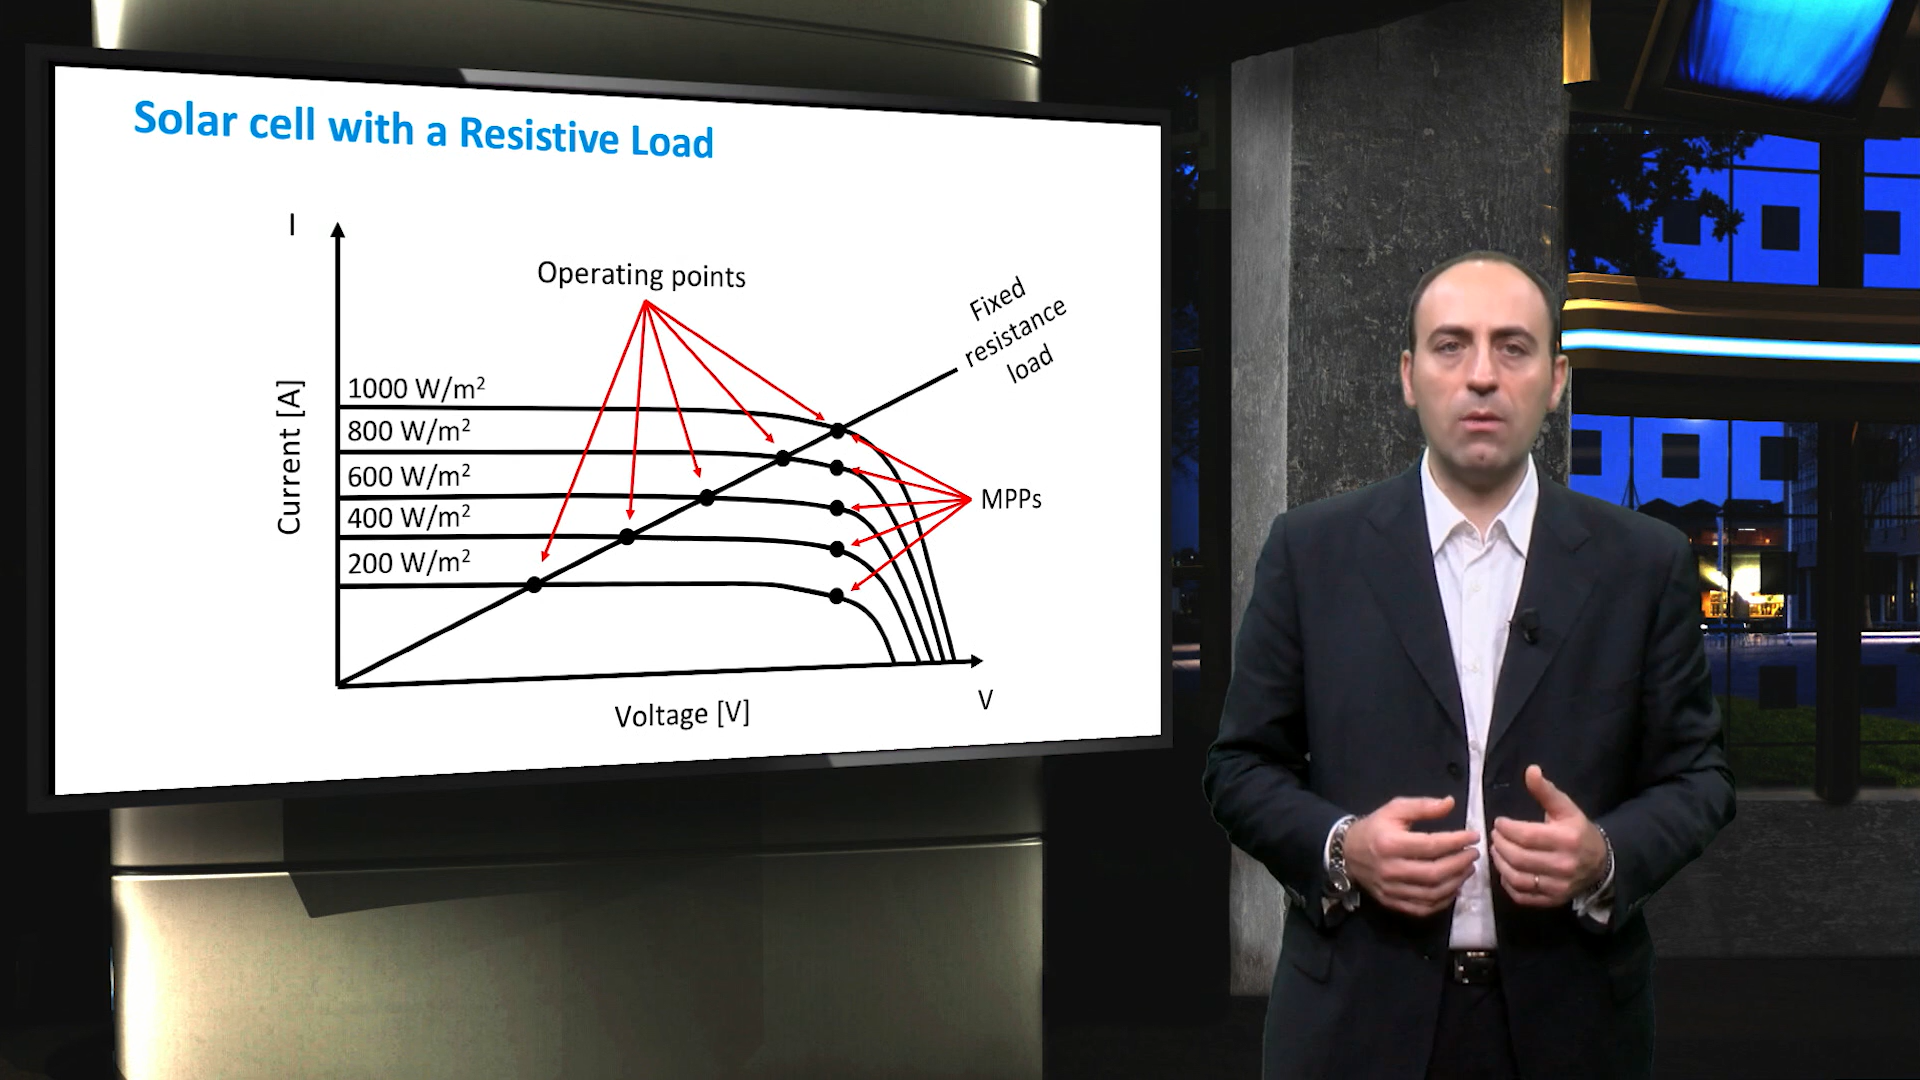 Solar cell with a Resistive Load
I
Operating points
Fixed
resistance
load
Current [A]
1000 W/m²
800 W/m²
600 W/m²
400 W/m²
200 W/m²
MPPs
Voltage [V]
V